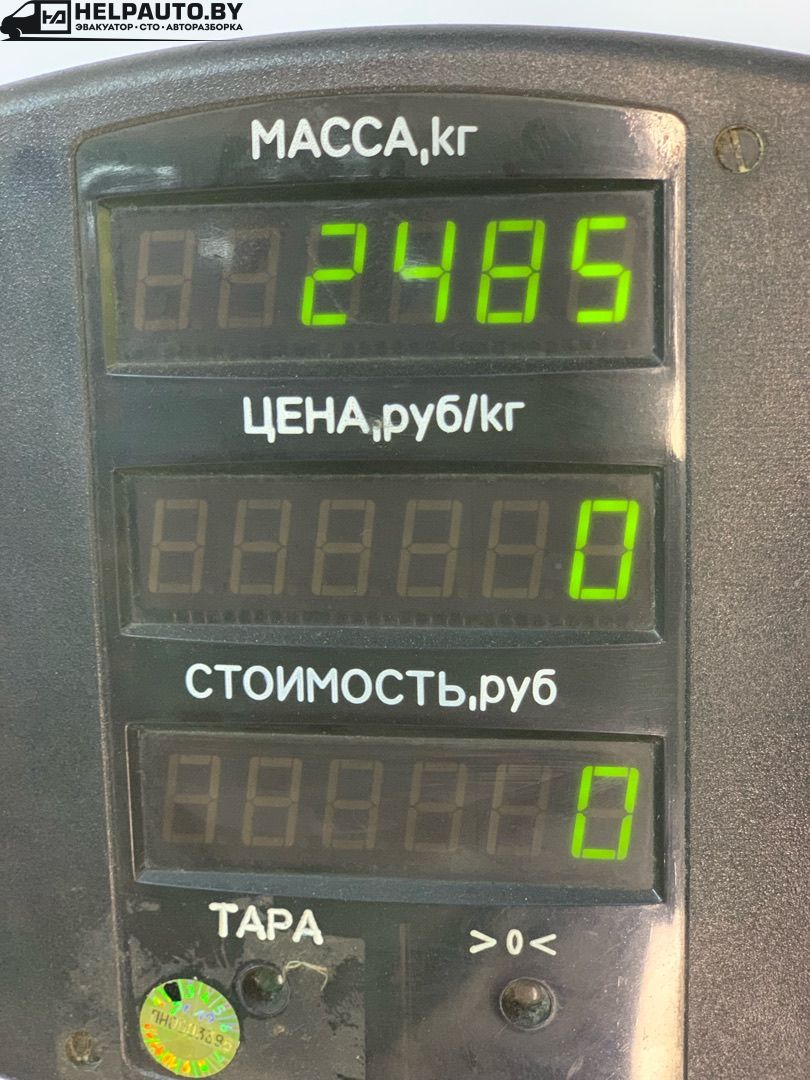 HELPAUTO.BY
ЭВАКУАТОР•СТО•АВТОРАЗБОРКА
МАССА,кг
2485
ЦЕНА,руб/кг
0
СТОИМОСТЬ,руб
0
ТАРА
>0<